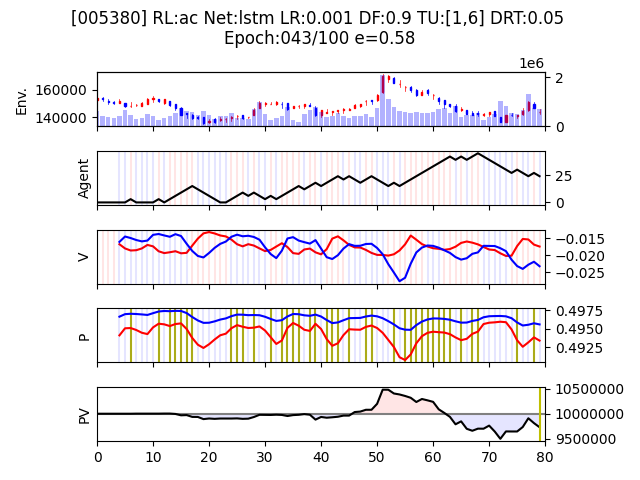 [005380] RL:ac Net:lstm LR:0.001 DF:0.9 TU:[1,6] DRT:0.05
Epoch:043/100 e=0.58
1e6
Env.
160000
140000
2
0
Agent
25
0
V
−0.015
−0.020
−0.025
P
0.4975
0.4950
0.4925
PV
10500000
10000000
9500000
0 10 20 30 40 50 60 70 80